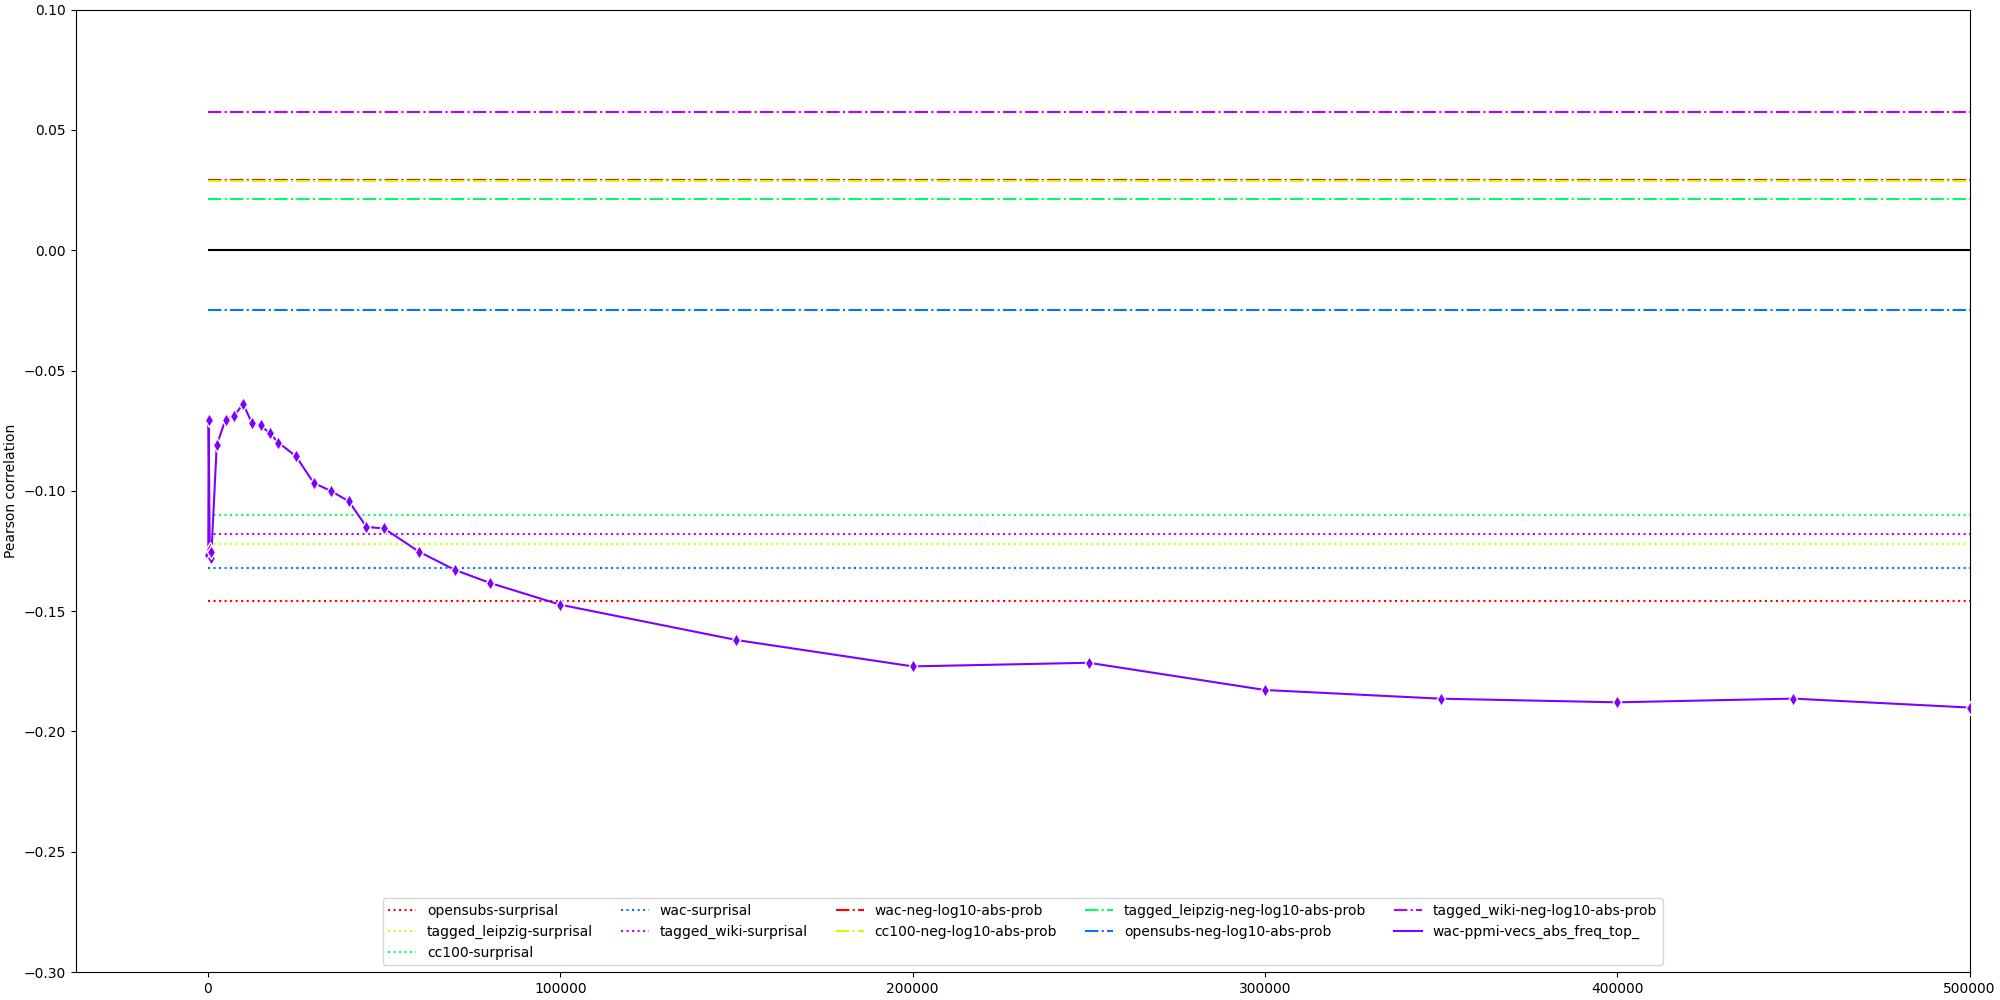 0.10
0.05
0.00
−0.05
−0.10
−0.15
−0.20
−0.25
−0.30
Pearson correlation
opensubs-surprisal wac-surprisal wac-neg-log10-abs-prob tagged_leipzig-neg-log10-abs-prob tagged_wiki-neg-log10-abs-prob
tagged_leipzig-surprisal tagged_wiki-surprisal cc100-neg-log10-abs-prob opensubs-neg-log10-abs-prob wac-ppmi-vecs_abs_freq_top_
cc100-surprisal
0 100000 200000 300000 400000 500000